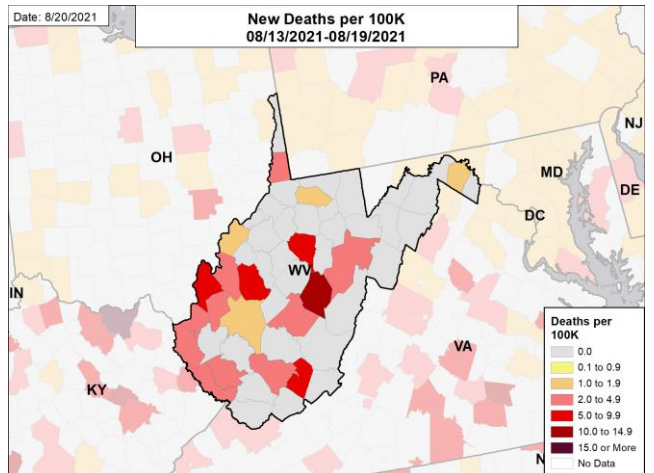 Date: 8/20/2021
New Deaths per 100K
08/13/2021-08/19/2021
PA
NJ
OH
MD
DE
DC
WV
IN
VA
KY
N
Deaths per
100K
0.0
0.1 to 0.9
1.0 to 1.9
2.0 to 4.9
5.0 to 9.9
10.0 to 14.9
15.0 or More
No Data